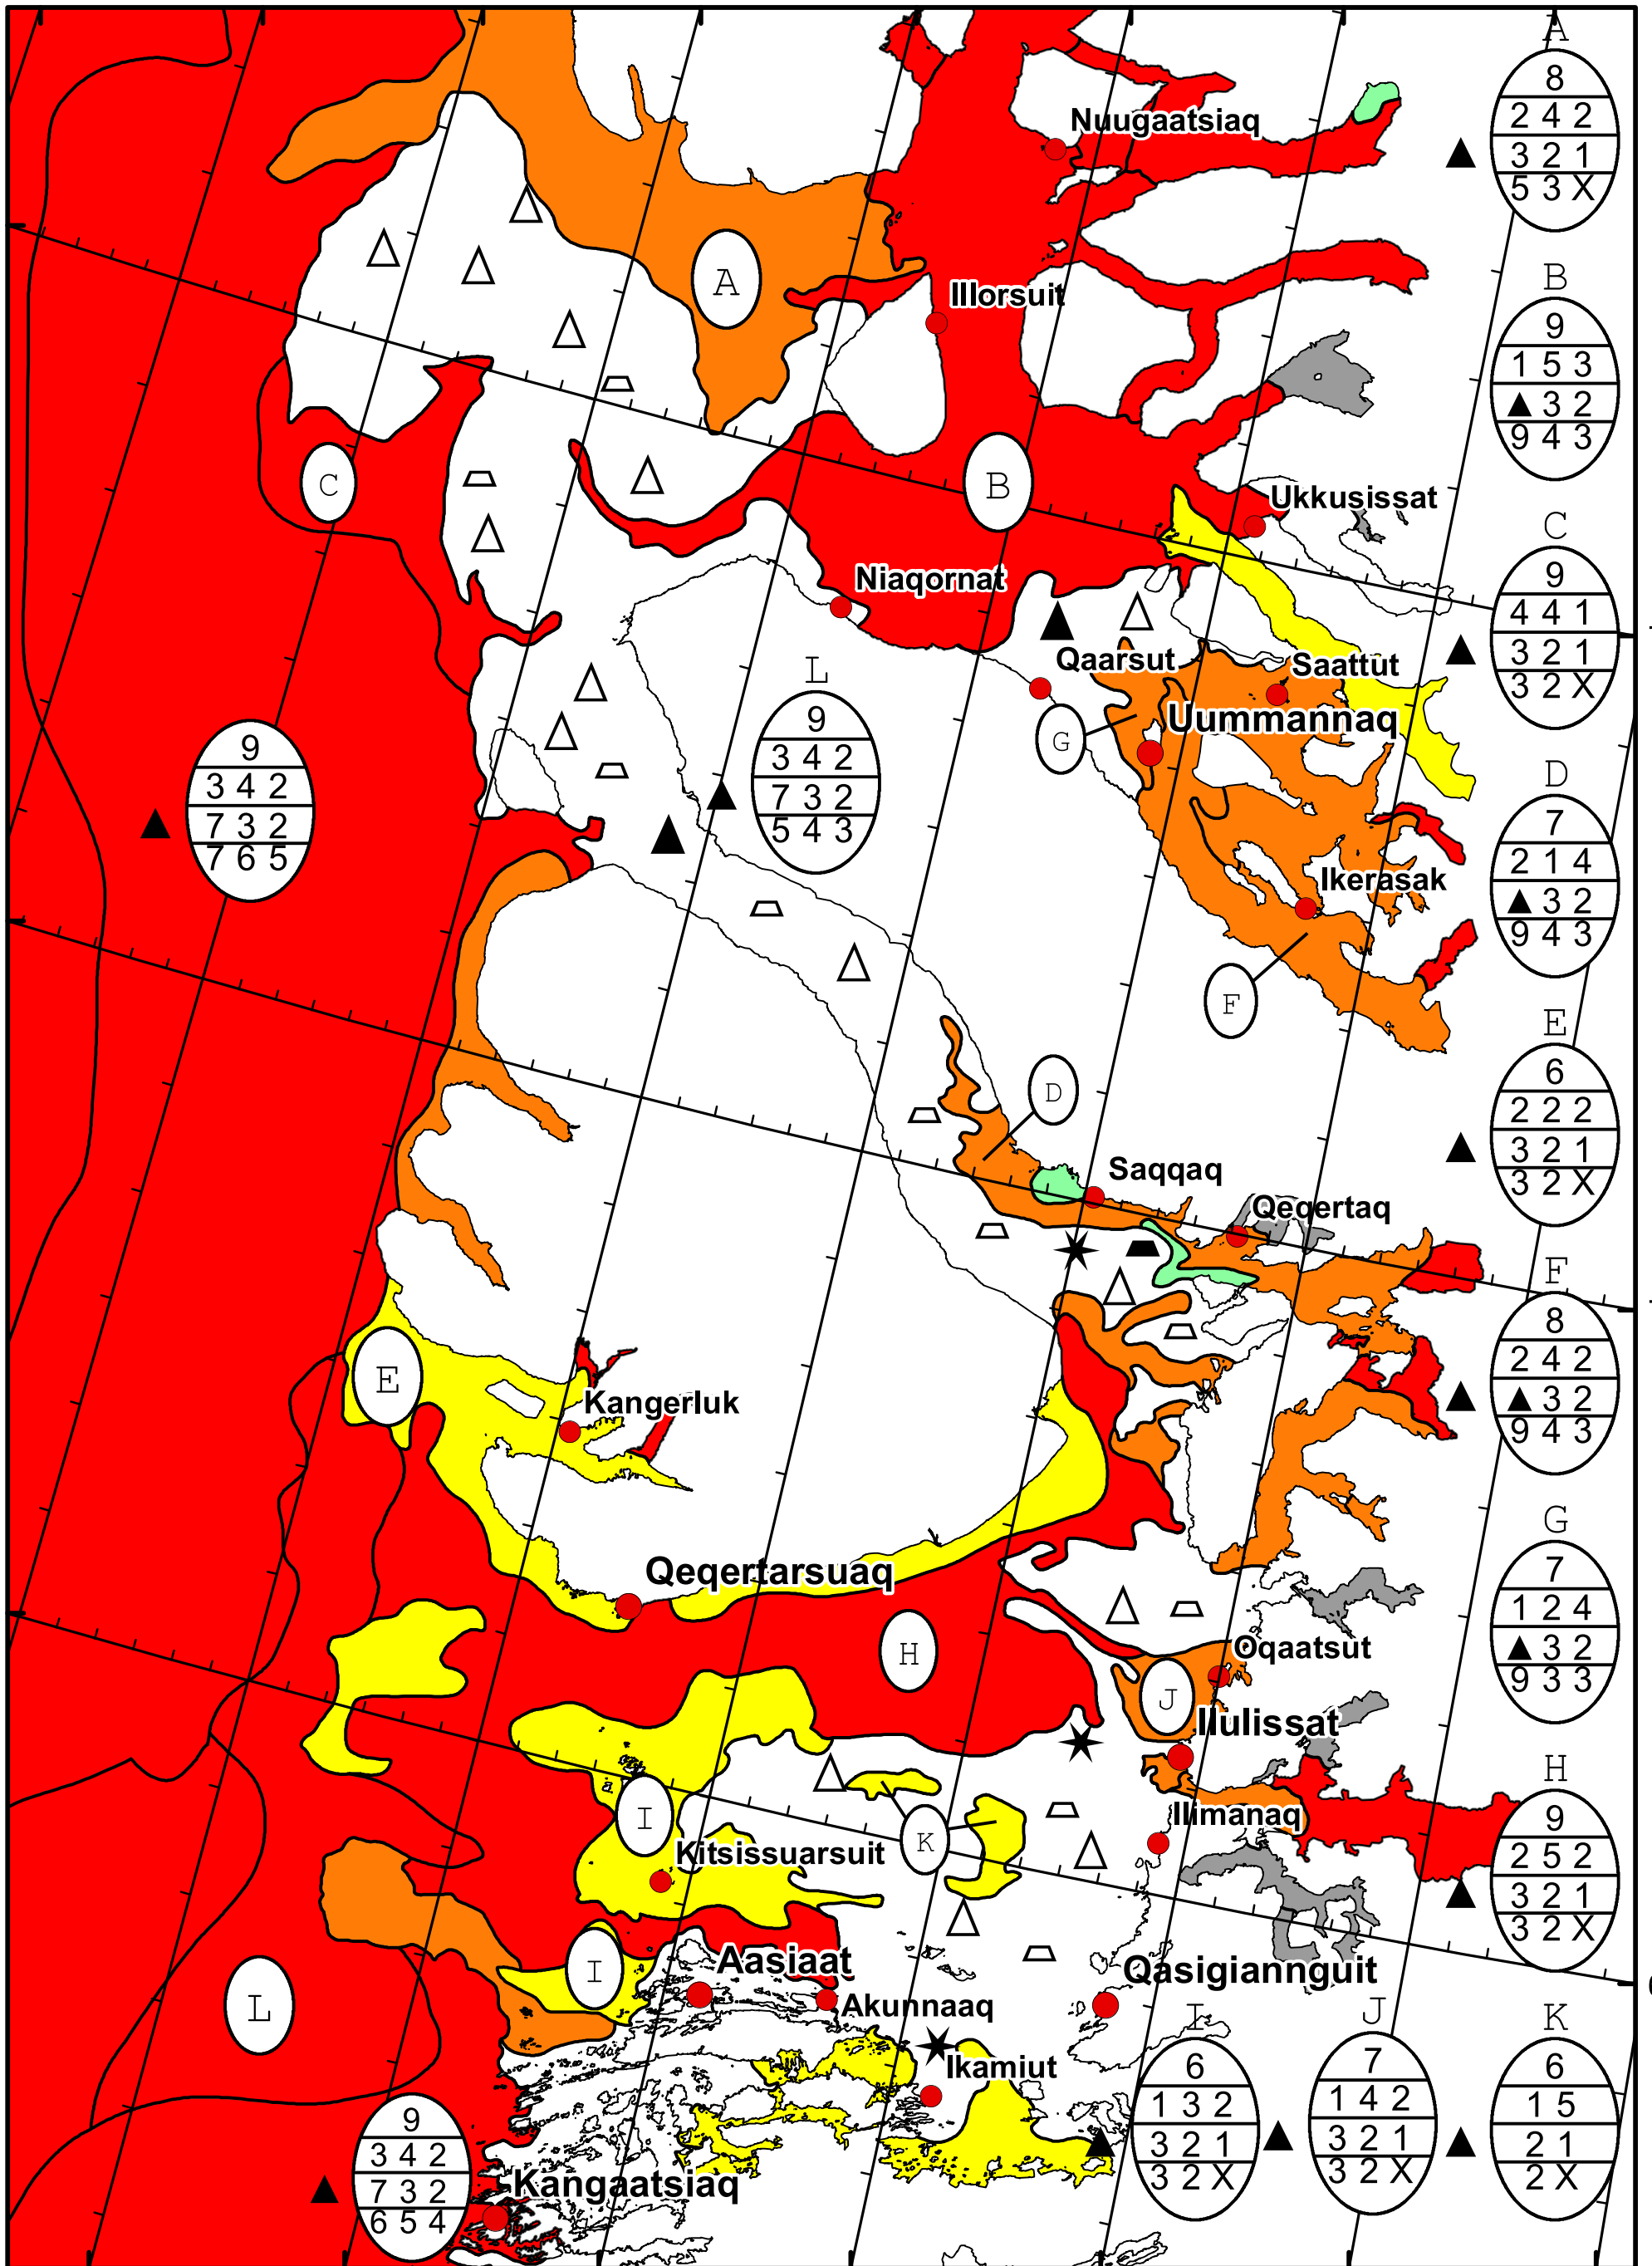 A
8
2 4 2
3 2 1
5 3 X
Nuugaatsiaq
A
Illorsuit
B
9
1 5 3
▲ 3 2
9 4 3
C
B
Ukkusissat
Niaqornat
C
9
4 4 1
3 2 1
3 2 X
Qaarsut
Saattut
G
Uummannaq
L
9
3 4 2
7 3 2
5 4 3
9
3 4 2
7 3 2
7 6 5
D
7
2 1 4
▲ 3 2
9 4 3
Ikerasak
F
E
6
2 2 2
3 2 1
3 2 X
D
Saqqaq
Qeqertaq
F
8
2 4 2
▲ 3 2
9 4 3
E
Kangerluk
G
7
1 2 4
▲ 3 2
9 3 3
Qeqertarsuaq
H
Oqaatsut
J
Ilulissat
H
9
2 5 2
3 2 1
3 2 X
I
K
Ilimanaq
Kitsissuarsuit
I
Aasiaat
Qasigiannguit
L
Akunnaaq
Ikamiut
I
6
1 3 2
3 2 1
3 2 X
J
7
1 4 2
3 2 1
3 2 X
K
6
1 5
2 1
2 X
9
3 4 2
7 3 2
6 5 4
Kangaatsiaq